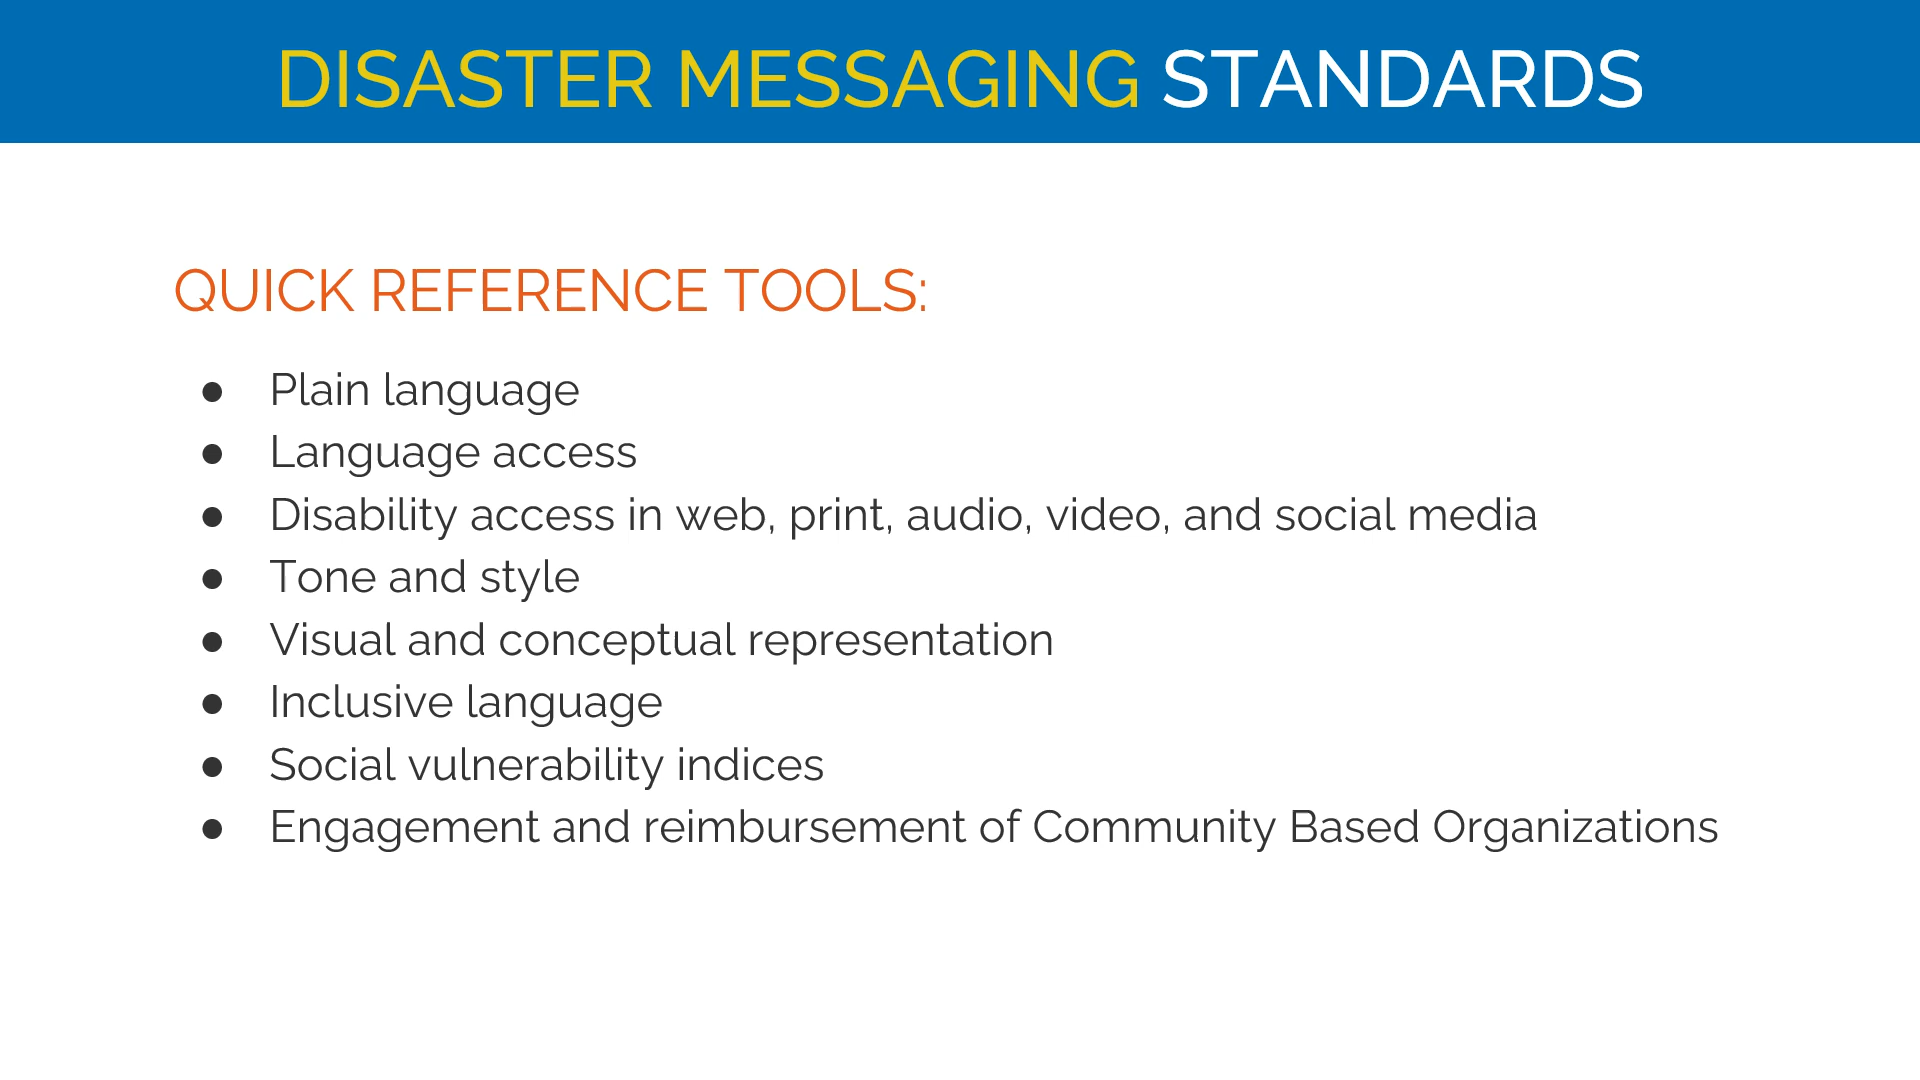 DISASTER MESSAGING STANDARDS
QUICK REFERENCE TOOLS:
● Plain language
● Language access
● Disability access in web, print, audio, video, and social media
● Tone and style
● Visual and conceptual representation
● Inclusive language
● Social vulnerability indices
● Engagement and reimbursement of Community Based Organizations